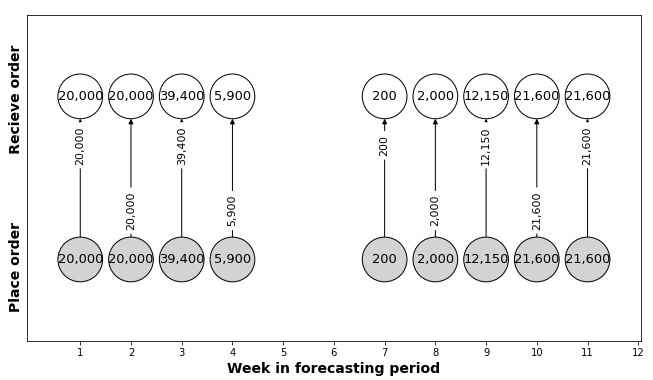 Recieve order
20,000 20,000 39,400 5,900 200 2,000 12,150 21,600 21,600
20,000 39,400 200 12,150 21,600
20,000 5,900 2,000 21,600
Place order
20,000 20,000 39,400 5,900 200 2,000 12,150 21,600 21,600
1 2 3 4 5 6 7 8 9 10 11 12
Week in forecasting period